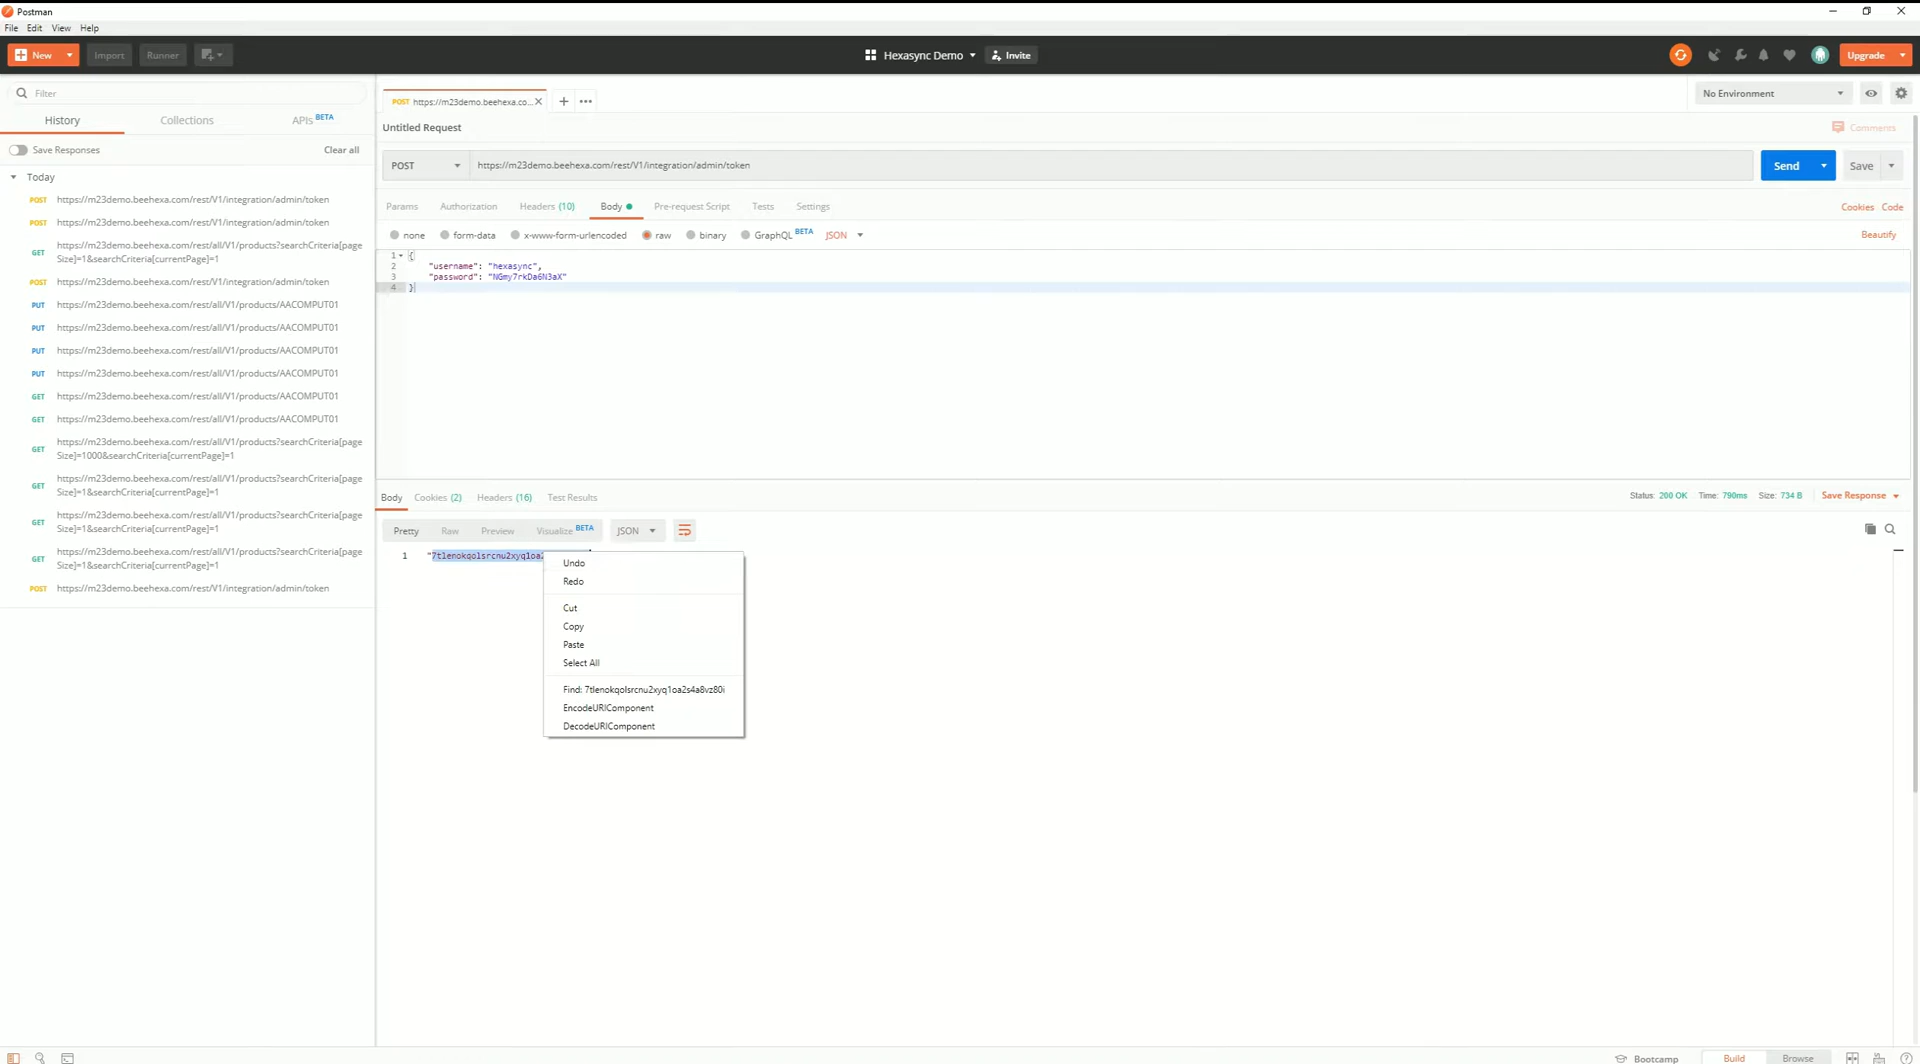 Postman
File Edit View Help
New Import Runner Hexasync Demo Invite Upgrade
Filter
History Collections APIs BETA
Save Responses Clear all
Today
POST https://m23demo.beehexa.com/rest/V1/integration/admin/token
POST https://m23demo.beehexa.com/rest/V1/integration/admin/token
GET https://m23demo.beehexa.com/rest/all/V1/products?searchCriteria[page
Size]=1&searchCriteria[currentPage]=1
POST https://m23demo.beehexa.com/rest/V1/integration/admin/token
PUT https://m23demo.beehexa.com/rest/all/V1/products/AACOMPUT01
PUT https://m23demo.beehexa.com/rest/all/V1/products/AACOMPUT01
PUT https://m23demo.beehexa.com/rest/all/V1/products/AACOMPUT01
PUT https://m23demo.beehexa.com/rest/all/V1/products/AACOMPUT01
GET https://m23demo.beehexa.com/rest/all/V1/products/AACOMPUT01
GET https://m23demo.beehexa.com/rest/all/V1/products/AACOMPUT01
GET https://m23demo.beehexa.com/rest/all/V1/products?searchCriteria[page
Size]=1000&searchCriteria[currentPage]=1
GET https://m23demo.beehexa.com/rest/all/V1/products?searchCriteria[page
Size]=1&searchCriteria[currentPage]=1
GET https://m23demo.beehexa.com/rest/all/V1/products?searchCriteria[page
Size]=1&searchCriteria[currentPage]=1
GET https://m23demo.beehexa.com/rest/all/V1/products?searchCriteria[page
Size]=1&searchCriteria[currentPage]=1
POST https://m23demo.beehexa.com/rest/V1/integration/admin/token
POST https://m23demo.beehexa.co... No Environment
Untitled Request Comments
POST https://m23demo.beehexa.com/rest/V1/integration/admin/token Send Save
Params Authorization Headers (10) Body Pre-request Script Tests Settings Cookies Code
none form-data x-www-form-urlencoded raw binary GraphQL BETA JSON Beautify
1 {
2 "username": "hexasync",
3 "password": "NGmy7rkDa6N3aX"
4 }
Body Cookies (2) Headers (16) Test Results Status: 200 OK Time: 790ms Size: 734 B Save Response
Pretty Raw Preview Visualize BETA JSON
1 "7tlenokqolsrcnu2xyq1oa2
Undo
Redo
Cut
Copy
Paste
Select All
Find: 7tlenokqolsrcnu2xyq1oa2s4a8vz80i
EncodeURIComponent
DecodeURIComponent
Bootcamp Build Browse